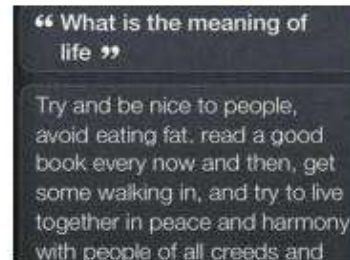 “ What is the meaning of
life ”
Try and be nice to people,
avoid eating fat. read a good
book every now and then, get
some walking in, and try to live
together in peace and harmony
with people of all creeds and